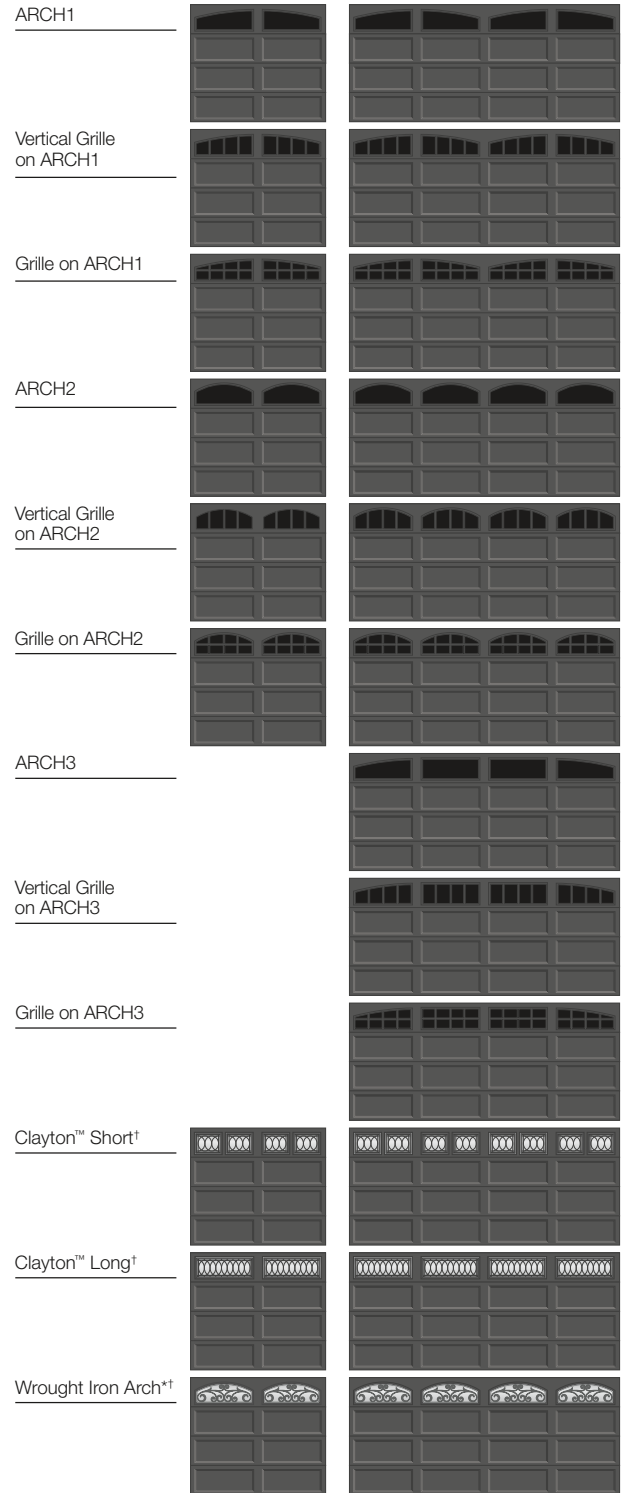 ARCH1
Vertical Grille
on ARCH1
Grille on ARCH1
ARCH2
Vertical Grille
on ARCH2
Grille on ARCH2
ARCH3
Vertical Grille
on ARCH3
Grille on ARCH3
Clayton™ Short†
Clayton™ Long†
Wrought Iron Arch*†